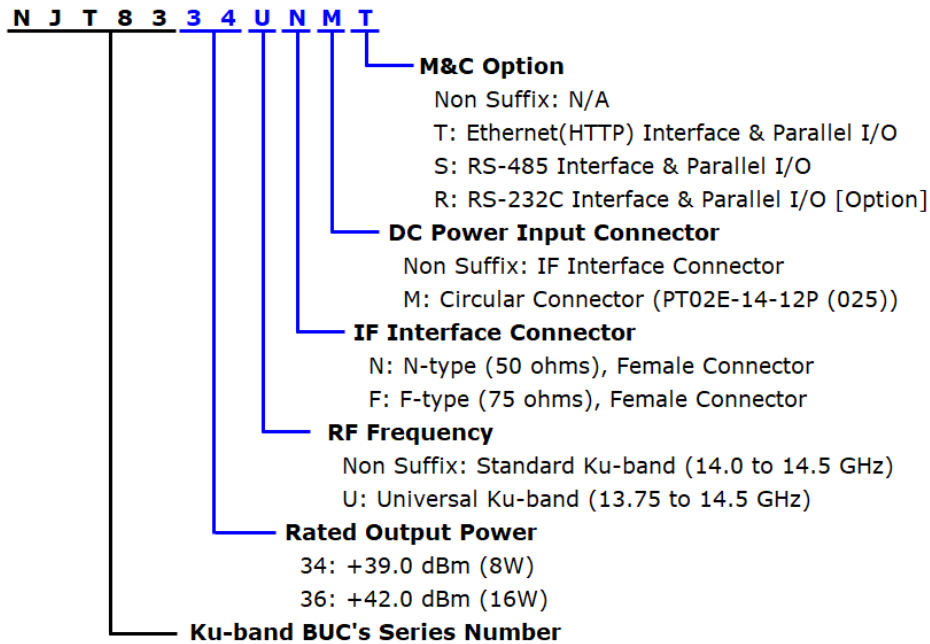 N J T 8 3 3 4 U N M T
M&C Option
Non Suffix: N/A
T: Ethernet(HTTP) Interface & Parallel I/O
S: RS-485 Interface & Parallel I/O
R: RS-232C Interface & Parallel I/O [Option]
DC Power Input Connector
Non Suffix: IF Interface Connector
M: Circular Connector (PT02E-14-12P (025))
IF Interface Connector
N: N-type (50 ohms), Female Connector
F: F-type (75 ohms), Female Connector
RF Frequency
Non Suffix: Standard Ku-band (14.0 to 14.5 GHz)
U: Universal Ku-band (13.75 to 14.5 GHz)
Rated Output Power
34: +39.0 dBm (8W)
36: +42.0 dBm (16W)
Ku-band BUC's Series Number